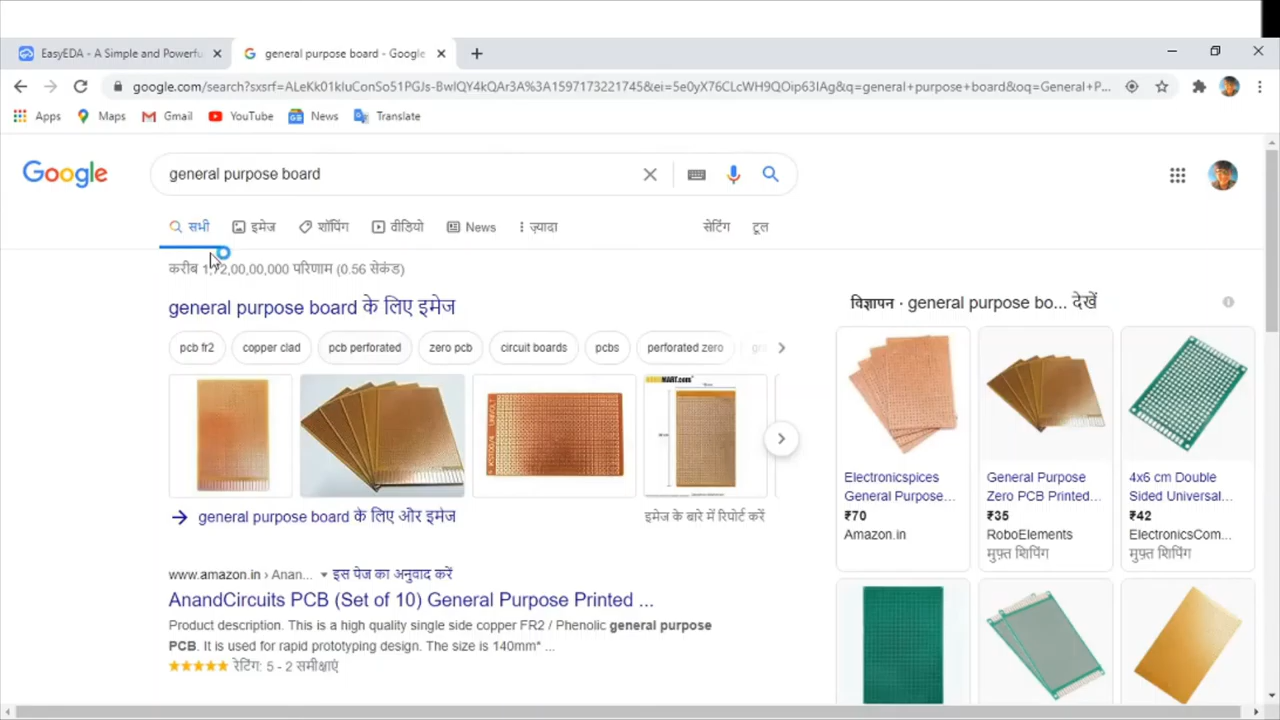 EasyEDA - A Simple and Powerfu
general purpose board - Google
google.com/search?sxsrf=ALeKk01kIuConSo51PGJs-BwlQY4kQAr3A%3A1597173221745&ei=5e0yX76CLcWH9QOip63IAg&q=general+purpose+board&oq=General+P...
Apps
Maps
Gmail
YouTube
News
Translate
Google
general purpose board
सभी
इमेज
शॉपिंग
वीडियो
News
ज़्यादा
सेटिंग
टूल
करीब 1,72,00,00,000 परिणाम (0.56 सेकंड)
general purpose board के लिए इमेज
pcb fr2
copper clad
pcb perforated
zero pcb
circuit boards
pcbs
perforated zero
general purpose board के लिए और इमेज
इमेज के बारे में रिपोर्ट करें
www.amazon.in › Anan... ▾ इस पेज का अनुवाद करें
AnandCircuits PCB (Set of 10) General Purpose Printed ...
Product description. This is a high quality single side copper FR2 / Phenolic general purpose
PCB. It is used for rapid prototyping design. The size is 140mm* ...
★★★★★ रेटिंग: 5 - 2 समीक्षाएं
विज्ञापन · general purpose bo... देखें
Electronicspices
General Purpose...
₹70
Amazon.in
General Purpose
Zero PCB Printed...
₹35
RoboElements
मुफ़्त शिपिंग
4x6 cm Double
Sided Universal...
₹42
ElectronicsCom...
मुफ़्त शिपिंग